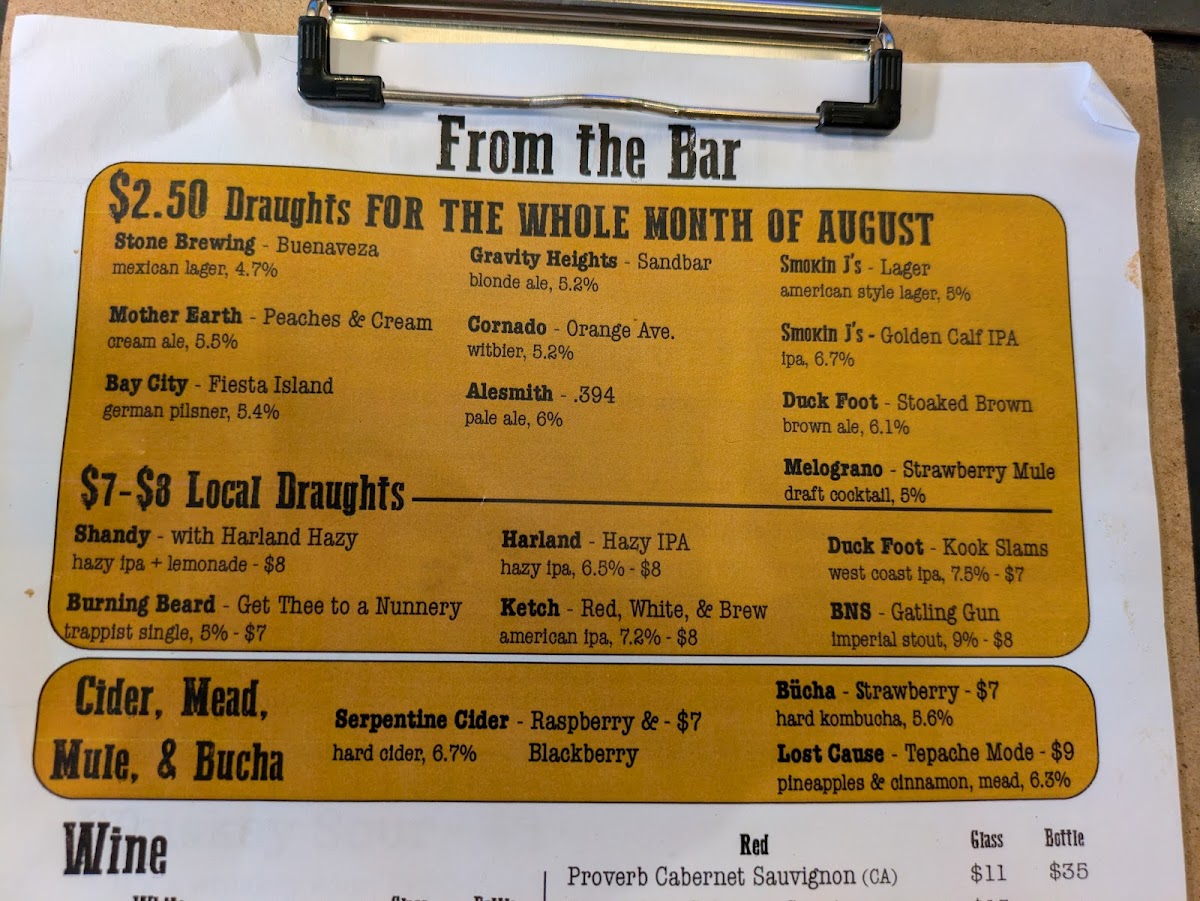 From the Bar
$2.50 Draughts FOR THE WHOLE MONTH OF AUGUST
Stone Brewing - Buenaveza
mexican lager, 4.7%
Mother Earth - Peaches & Cream
cream ale, 5.5%
Bay City - Fiesta Island
german pilsner, 5.4%
Gravity Heights - Sandbar
blonde ale, 5.2%
Cornado - Orange Ave.
witbier, 5.2%
Alesmith - .394
pale ale, 6%
Smokin J's - Lager
american style lager, 5%
Smokin J's - Golden Calf IPA
ipa, 6.7%
Duck Foot - Stoaked Brown
brown ale, 6.1%
Melograno - Strawberry Mule
draft cocktail, 5%
$7-$8 Local Draughts
Shandy - with Harland Hazy
hazy ipa + lemonade - $8
Burning Beard - Get Thee to a Nunnery
trappist single, 5% - $7
Harland - Hazy IPA
hazy ipa, 6.5% - $8
Ketch - Red, White, & Brew
american ipa, 7.2% - $8
Duck Foot - Kook Slams
west coast ipa, 7.5% - $7
BNS - Gatling Gun
imperial stout, 9% - $8
Cider, Mead,
Mule, & Bucha
Serpentine Cider - Raspberry & - $7
hard cider, 6.7% Blackberry
Bücha - Strawberry - $7
hard kombucha, 5.6%
Lost Cause - Tepache Mode - $9
pineapples & cinnamon, mead, 6.3%
Wine
Red Glass Bottle
Proverb Cabernet Sauvignon (CA) $11 $35